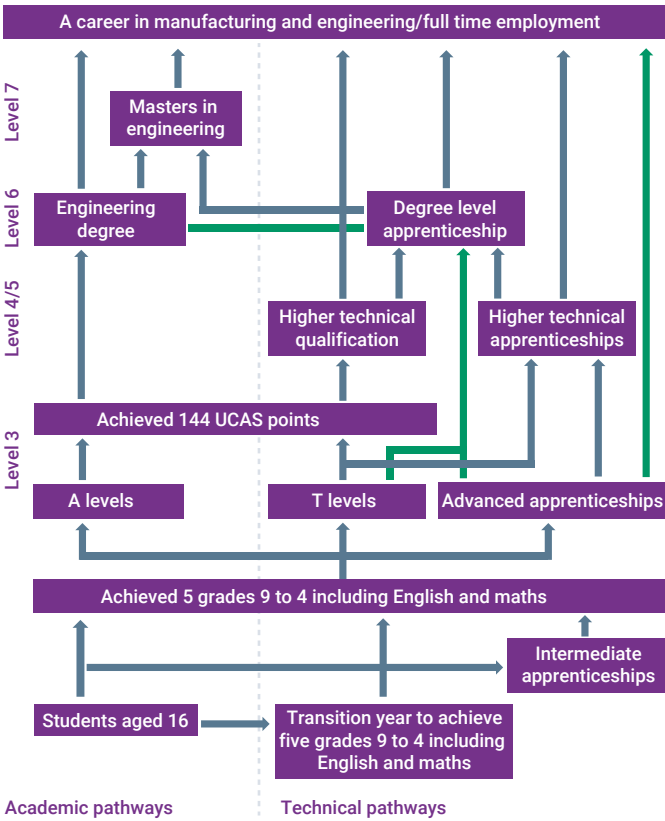 A career in manufacturing and engineering/full time employment
Level 7
Masters in
engineering
Level 6
Engineering
degree
Degree level
apprenticeship
Level 4/5
Higher technical
qualification
Higher technical
apprenticeships
Level 3
Achieved 144 UCAS points
A levels
T levels
Advanced apprenticeships
Achieved 5 grades 9 to 4 including English and maths
Intermediate
apprenticeships
Students aged 16
Transition year to achieve
five grades 9 to 4 including
English and maths
Academic pathways
Technical pathways